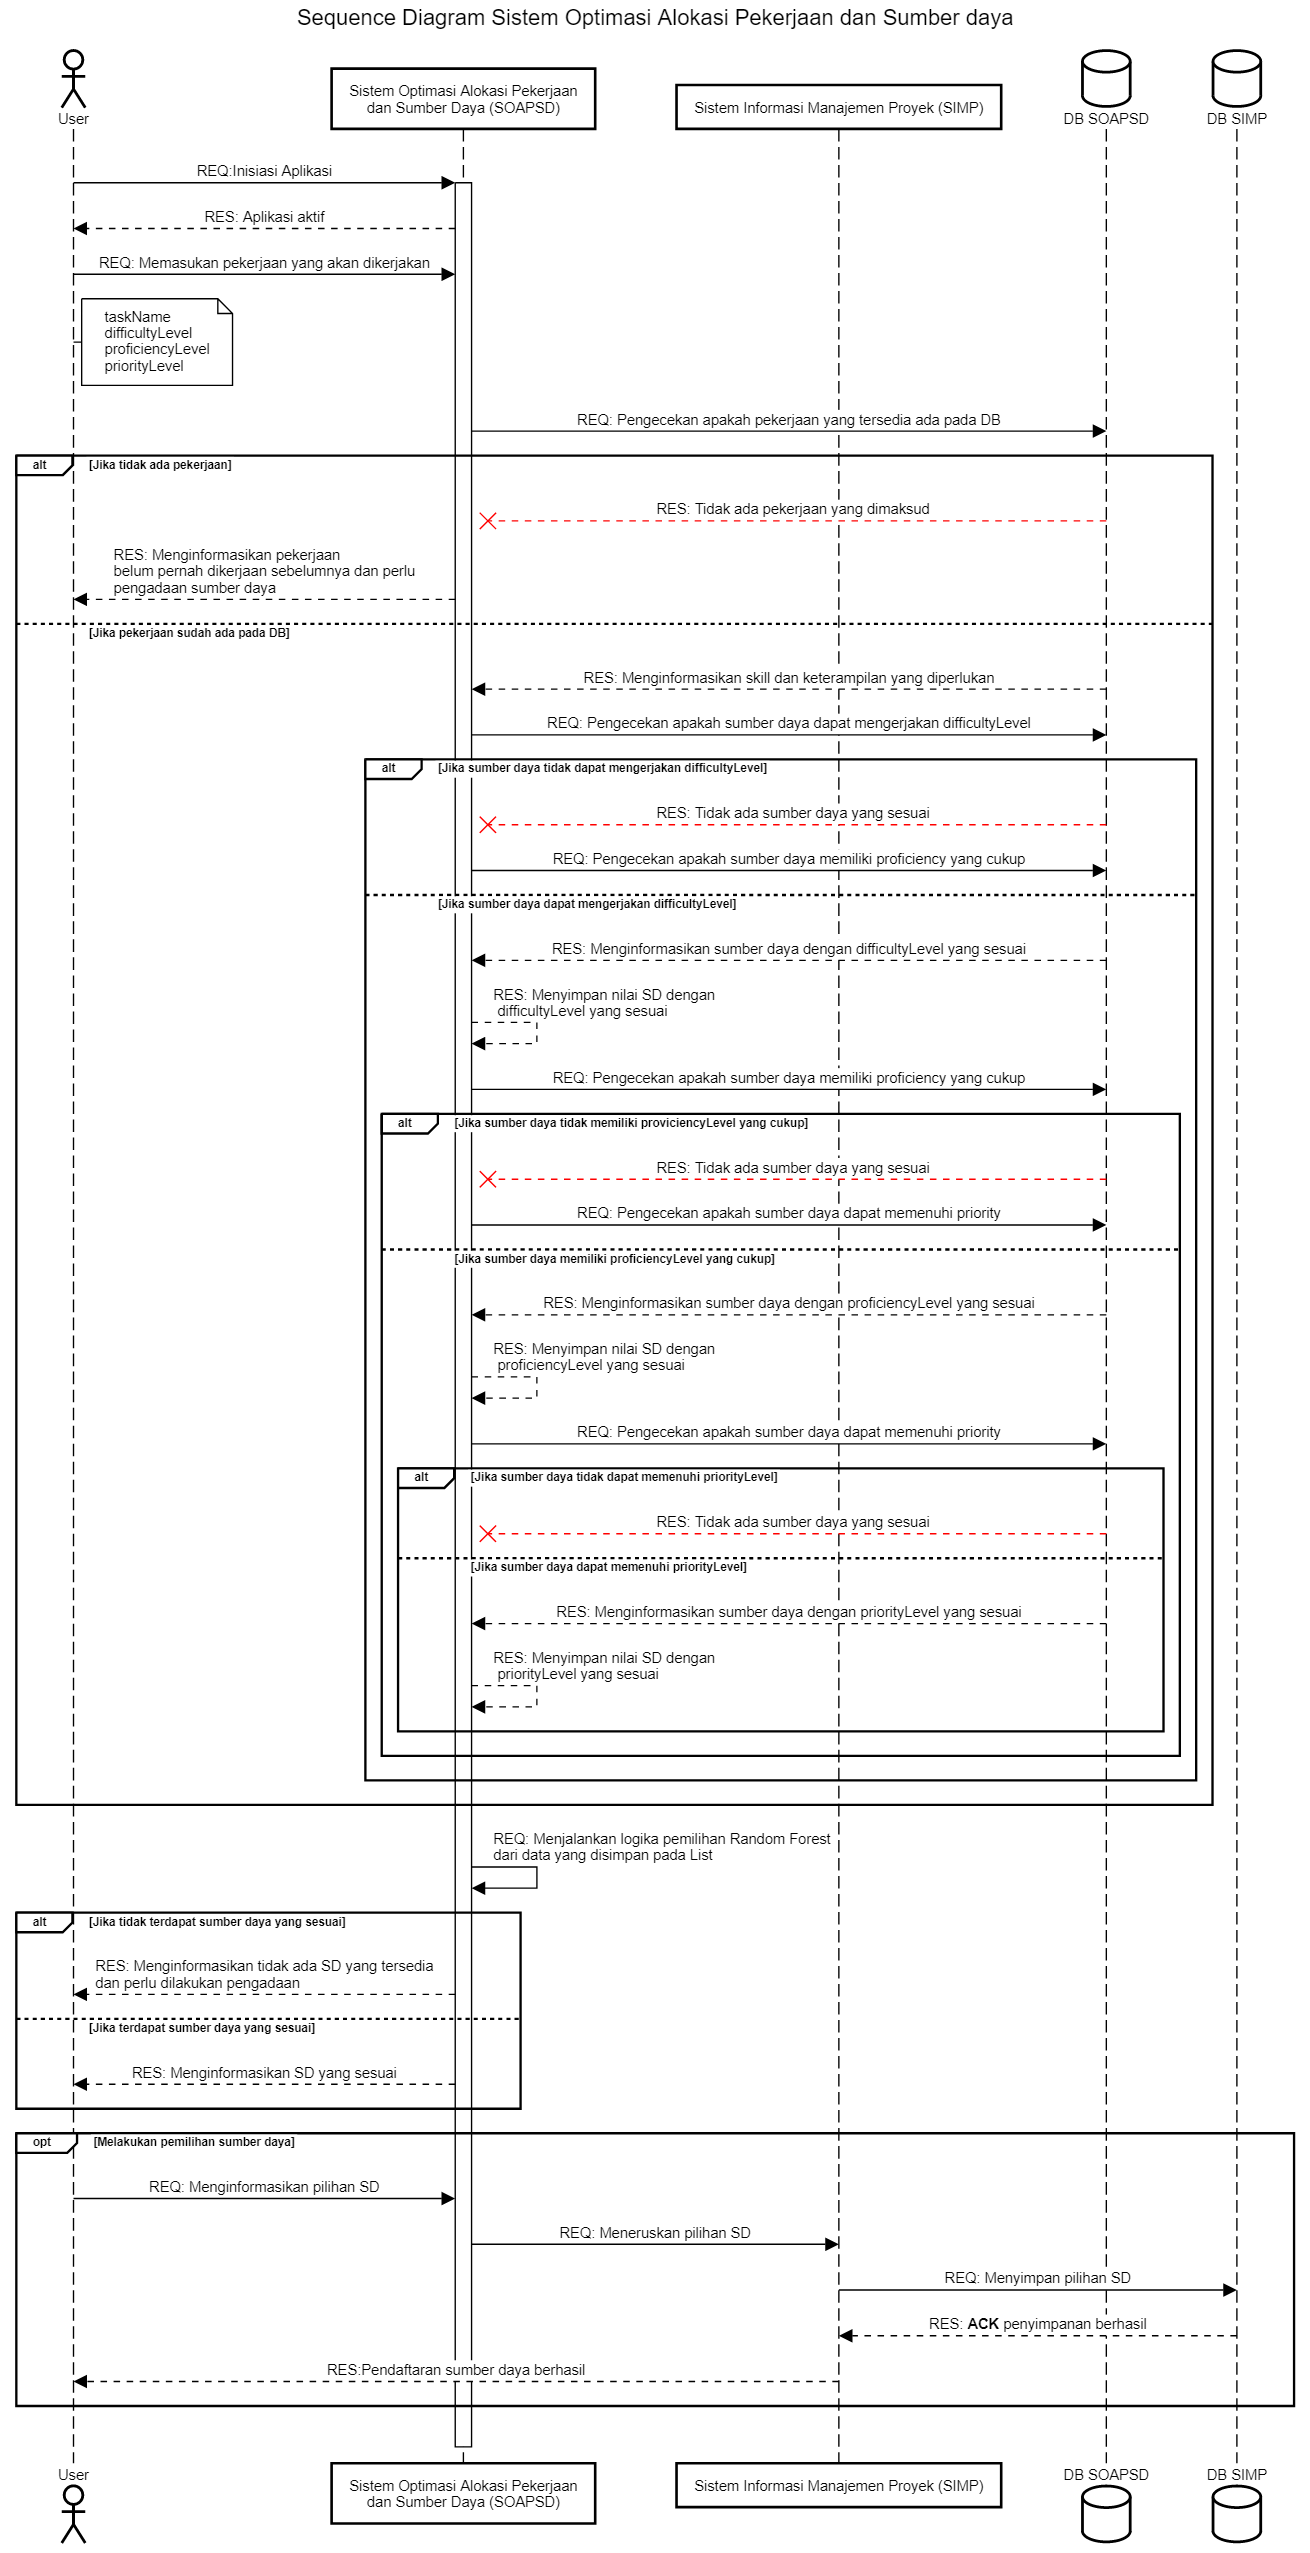 Sequence Diagram Sistem Optimasi Alokasi Pekerjaan dan Sumber daya
User
Sistem Optimasi Alokasi Pekerjaan
dan Sumber Daya (SOAPSD)
Sistem Informasi Manajemen Proyek (SIMP)
DB SOAPSD
DB SIMP
REQ:Inisiasi Aplikasi
RES: Aplikasi aktif
REQ: Memasukan pekerjaan yang akan dikerjakan
taskName
difficultyLevel
proficiencyLevel
priorityLevel
REQ: Pengecekan apakah pekerjaan yang tersedia ada pada DB
alt
[Jika tidak ada pekerjaan]
RES: Tidak ada pekerjaan yang dimaksud
RES: Menginformasikan pekerjaan
belum pernah dikerjaan sebelumnya dan perlu
pengadaan sumber daya
[Jika pekerjaan sudah ada pada DB]
RES: Menginformasikan skill dan keterampilan yang diperlukan
REQ: Pengecekan apakah sumber daya dapat mengerjakan difficultyLevel
alt
[Jika sumber daya tidak dapat mengerjakan difficultyLevel]
RES: Tidak ada sumber daya yang sesuai
REQ: Pengecekan apakah sumber daya memiliki proficiency yang cukup
[Jika sumber daya dapat mengerjakan difficultyLevel]
RES: Menginformasikan sumber daya dengan difficultyLevel yang sesuai
RES: Menyimpan nilai SD dengan
difficultyLevel yang sesuai
REQ: Pengecekan apakah sumber daya memiliki proficiency yang cukup
alt
[Jika sumber daya tidak memiliki proviciencyLevel yang cukup]
RES: Tidak ada sumber daya yang sesuai
REQ: Pengecekan apakah sumber daya dapat memenuhi priority
[Jika sumber daya memiliki proficiencyLevel yang cukup]
RES: Menginformasikan sumber daya dengan proficiencyLevel yang sesuai
RES: Menyimpan nilai SD dengan
proficiencyLevel yang sesuai
REQ: Pengecekan apakah sumber daya dapat memenuhi priority
alt
[Jika sumber daya tidak dapat memenuhi priorityLevel]
RES: Tidak ada sumber daya yang sesuai
[Jika sumber daya dapat memenuhi priorityLevel]
RES: Menginformasikan sumber daya dengan priorityLevel yang sesuai
RES: Menyimpan nilai SD dengan
priorityLevel yang sesuai
REQ: Menjalankan logika pemilihan Random Forest
dari data yang disimpan pada List
alt
[Jika tidak terdapat sumber daya yang sesuai]
RES: Menginformasikan tidak ada SD yang tersedia
dan perlu dilakukan pengadaan
[Jika terdapat sumber daya yang sesuai]
RES: Menginformasikan SD yang sesuai
opt
[Melakukan pemilihan sumber daya]
REQ: Menginformasikan pilihan SD
REQ: Meneruskan pilihan SD
REQ: Menyimpan pilihan SD
RES: ACK penyimpanan berhasil
RES:Pendaftaran sumber daya berhasil
User
Sistem Optimasi Alokasi Pekerjaan
dan Sumber Daya (SOAPSD)
Sistem Informasi Manajemen Proyek (SIMP)
DB SOAPSD
DB SIMP